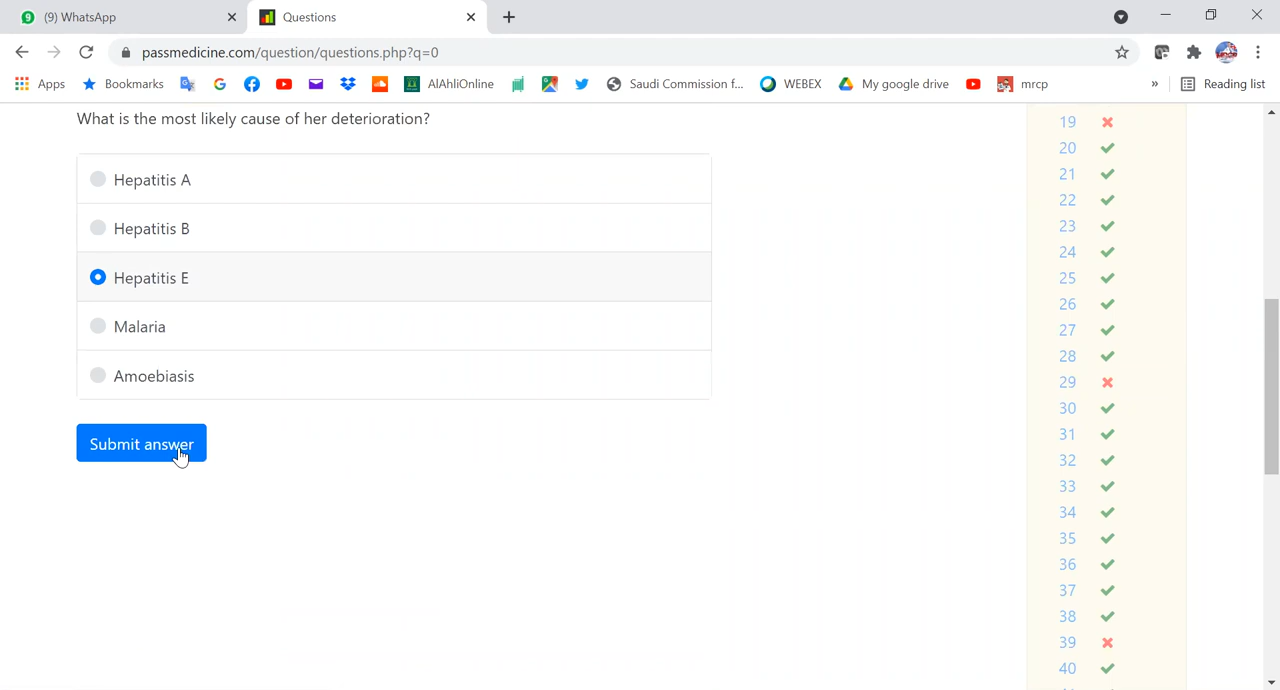 (9) WhatsApp
Questions
passmedicine.com/question/questions.php?q=0
Apps Bookmarks AlAhliOnline Saudi Commission f... WEBEX My google drive mrcp » Reading list
What is the most likely cause of her deterioration?
Hepatitis A
Hepatitis B
Hepatitis E
Malaria
Amoebiasis
Submit answer
19
20
21
22
23
24
25
26
27
28
29
30
31
32
33
34
35
36
37
38
39
40